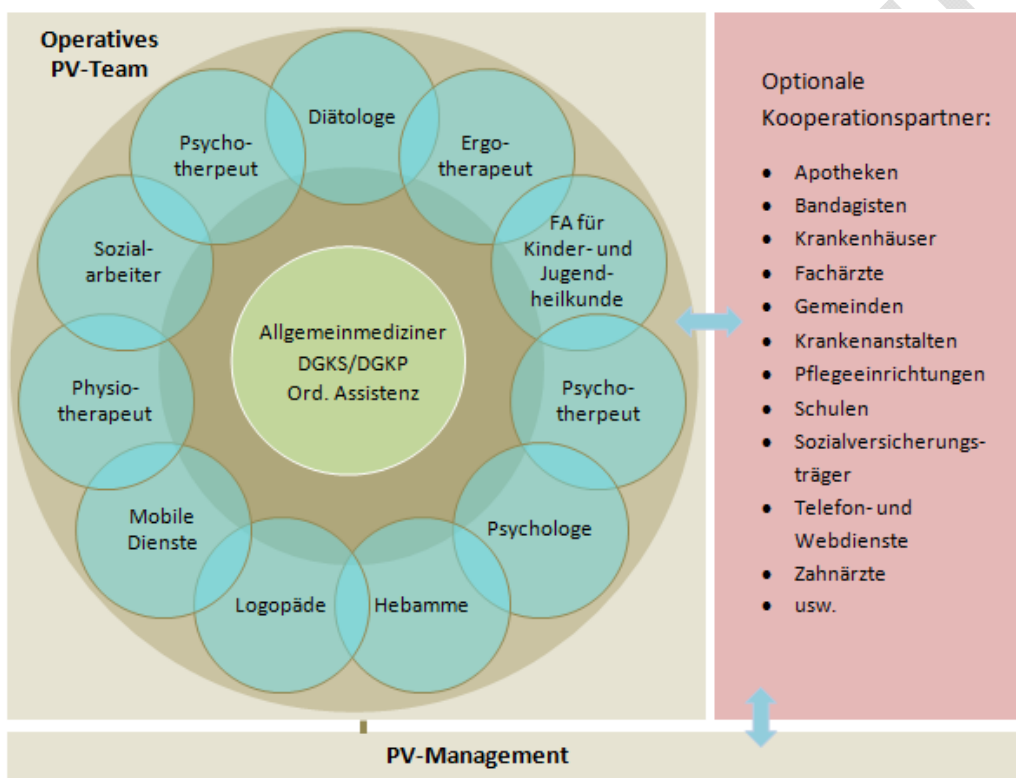 Operatives
PV-Team
Diätologe
Ergo-
therapeut
FA für
Kinder- und
Jugend-
heilkunde
Psycho-
therpeut
Psychologe
Hebamme
Logopäde
Mobile
Dienste
Physio-
therapeut
Sozial-
arbeiter
Psycho-
therpeut
Allgemeinmediziner
DGKS/DGKP
Ord. Assistenz
Optionale
Kooperationspartner:
• Apotheken
• Bandagisten
• Krankenhäuser
• Fachärzte
• Gemeinden
• Krankenanstalten
• Pflegeeinrichtungen
• Schulen
• Sozialversicherungs-
träger
• Telefon- und
Webdienste
• Zahnärzte
• usw.
PV-Management